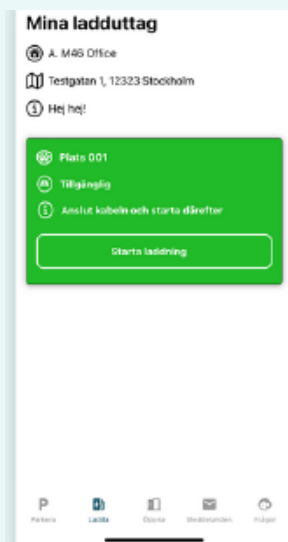 Mina ladduttag
A. M46 Office
Testgatan 1, 12323 Stockholm
Hej hej!
Plats 001
Tillgänglig
Anslut kabeln och starta därefter
Starta laddning
P
Parkera
Ladda
Öppna
Meddelanden
Frågor